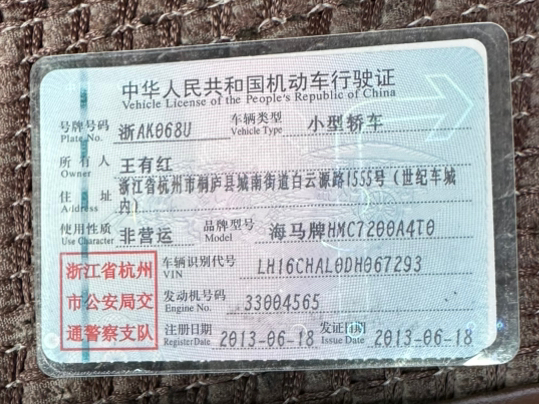 中华人民共和国机动车行驶证
Vehicle License of the People's Republic of China
号牌号码 浙AK068U 车辆类型 小型轿车
Plate No. Vehicle Type
所有人 王有红
Owner
住址 浙江省杭州市桐庐县城南街道白云源路1555号（世纪车城
Address 内）
使用性质 非营运 品牌型号 海马牌HMC7200A4T0
Use Character Model
浙江省杭州
市公安局交
通警察支队
车辆识别代号 LH16CHAL0DH067293
VIN
发动机号码 33004565
Engine No.
注册日期 2013-06-18 发证日期 2013-06-18
Register Date Issue Date